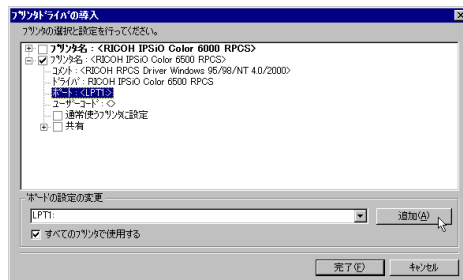 ﾌﾟﾘﾝﾀﾄﾞﾗｲﾊﾞの導入
ﾌﾟﾘﾝﾀの選択と設定を行ってください。
ﾌﾟﾘﾝﾀ名 : <RICOH IPSiO Color 6000 RPCS>
ﾌﾟﾘﾝﾀ名 : <RICOH IPSiO Color 6500 RPCS>
ｺﾒﾝﾄ : <RICOH RPCS Driver Windows 95/98/NT 4.0/2000>
ﾄﾞﾗｲﾊﾞ : RICOH IPSiO Color 6500 RPCS
ﾎﾟｰﾄ : <LPT1:>
ﾕｰｻﾞｰｺｰﾄﾞ : <>
通常使うﾌﾟﾘﾝﾀに設定
共有
'ﾎﾟｰﾄ'の設定の変更
LPT1:
追加(A)
すべてのﾌﾟﾘﾝﾀで使用する
完了(F)
ｷｬﾝｾﾙ